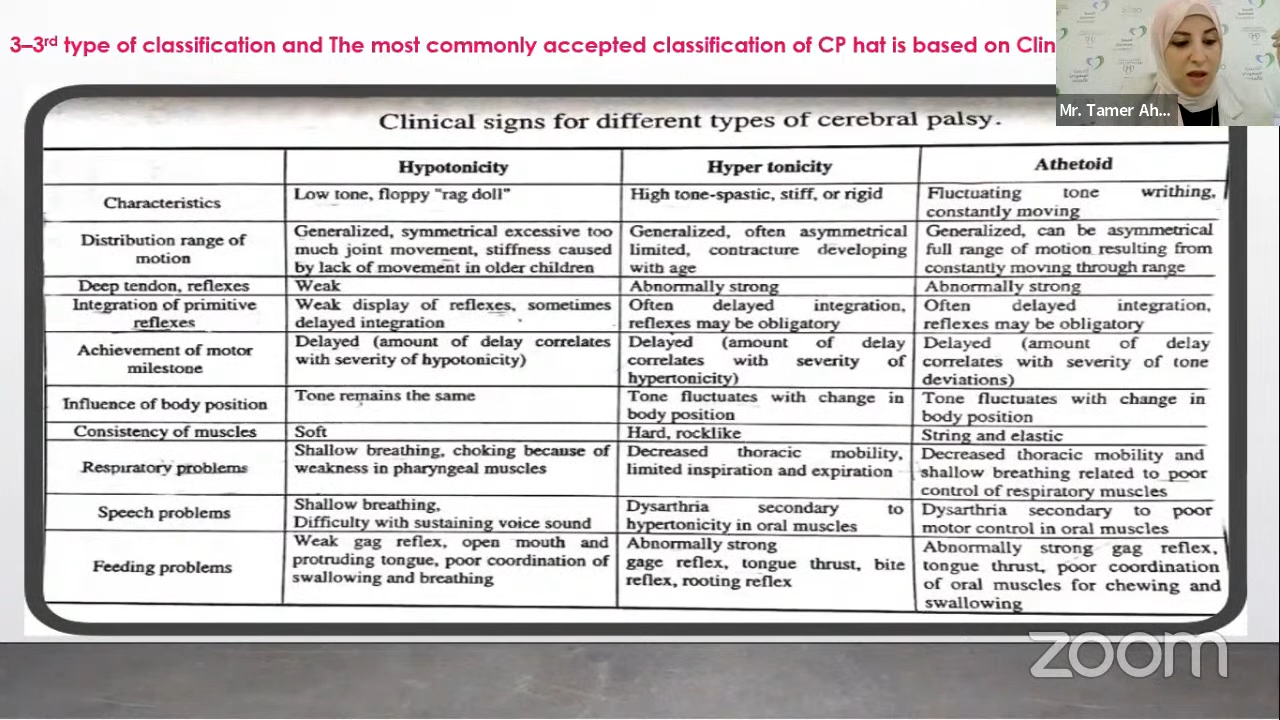 3–3rd type of classification and The most commonly accepted classification of CP hat is based on Clin
Mr. Tamer Ah...
Clinical signs for different types of cerebral palsy.
Hypotonicity
Hyper tonicity
Athetoid
Characteristics
Low tone, floppy "rag doll"
High tone-spastic, stiff, or rigid
Fluctuating tone writhing,
constantly moving
Distribution range of
motion
Generalized, symmetrical excessive too
much joint movement, stiffness caused
by lack of movement in older children
Generalized, often asymmetrical
limited, contracture developing
with age
Generalized, can be asymmetrical
full range of motion resulting from
constantly moving through range
Deep tendon, reflexes
Weak
Abnormally strong
Abnormally strong
Integration of primitive
reflexes
Weak display of reflexes, sometimes
delayed integration
Often delayed integration,
reflexes may be obligatory
Often delayed integration,
reflexes may be obligatory
Achievement of motor
milestone
Delayed (amount of delay correlates
with severity of hypotonicity)
Delayed (amount of delay
correlates with severity of
hypertonicity)
Delayed (amount of delay
correlates with severity of tone
deviations)
Influence of body position
Tone remains the same
Tone fluctuates with change in
body position
Tone fluctuates with change in
body position
Consistency of muscles
Soft
Hard, rocklike
String and elastic
Respiratory problems
Shallow breathing, choking because of
weakness in pharyngeal muscles
Decreased thoracic mobility,
limited inspiration and expiration
Decreased thoracic mobility and
shallow breathing related to poor
control of respiratory muscles
Speech problems
Shallow breathing,
Difficulty with sustaining voice sound
Dysarthria secondary to
hypertonicity in oral muscles
Dysarthria secondary to poor
motor control in oral muscles
Feeding problems
Weak gag reflex, open mouth and
protruding tongue, poor coordination of
swallowing and breathing
Abnormally strong
gage reflex, tongue thrust, bite
reflex, rooting reflex
Abnormally strong gag reflex,
tongue thrust, poor coordination
of oral muscles for chewing and
swallowing
zoom